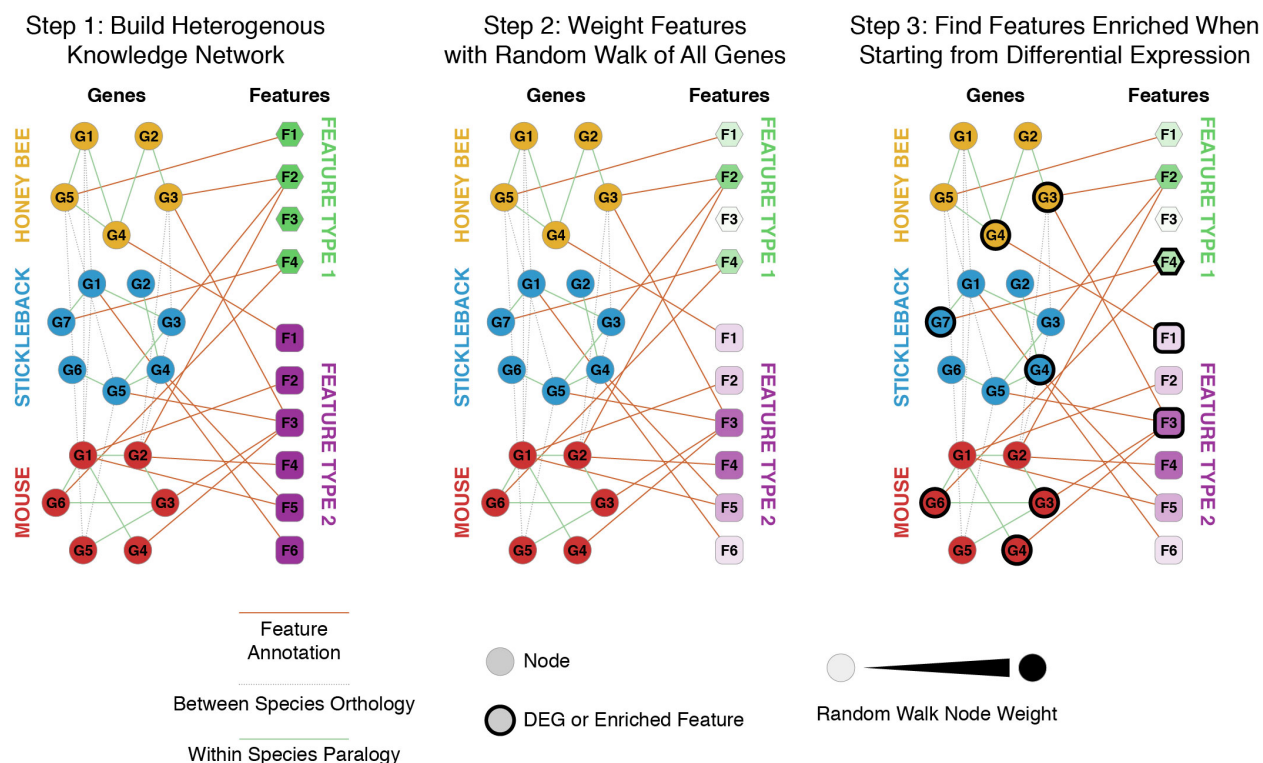 Step 1: Build Heterogenous
Knowledge Network
Step 2: Weight Features
with Random Walk of All Genes
Step 3: Find Features Enriched When
Starting from Differential Expression
Genes
Features
HONEY BEE
STICKLEBACK
MOUSE
G1
G2
G5
G3
G4
G1
G2
G7
G3
G6
G4
G5
G1
G2
G6
G3
G5
G4
F1
F2
F3
F4
F1
F2
F3
F4
F5
F6
FEATURE TYPE 1
FEATURE TYPE 2
Genes
Features
HONEY BEE
STICKLEBACK
MOUSE
G1
G2
G5
G3
G4
G1
G2
G7
G3
G6
G4
G5
G1
G2
G6
G3
G5
G4
F1
F2
F3
F4
F1
F2
F3
F4
F5
F6
FEATURE TYPE 1
FEATURE TYPE 2
Genes
Features
HONEY BEE
STICKLEBACK
MOUSE
G1
G2
G5
G3
G4
G1
G2
G7
G3
G6
G4
G5
G1
G2
G6
G3
G5
G4
F1
F2
F3
F4
F1
F2
F3
F4
F5
F6
FEATURE TYPE 1
FEATURE TYPE 2
Feature
Annotation
Between Species Orthology
Within Species Paralogy
Node
DEG or Enriched Feature
Random Walk Node Weight